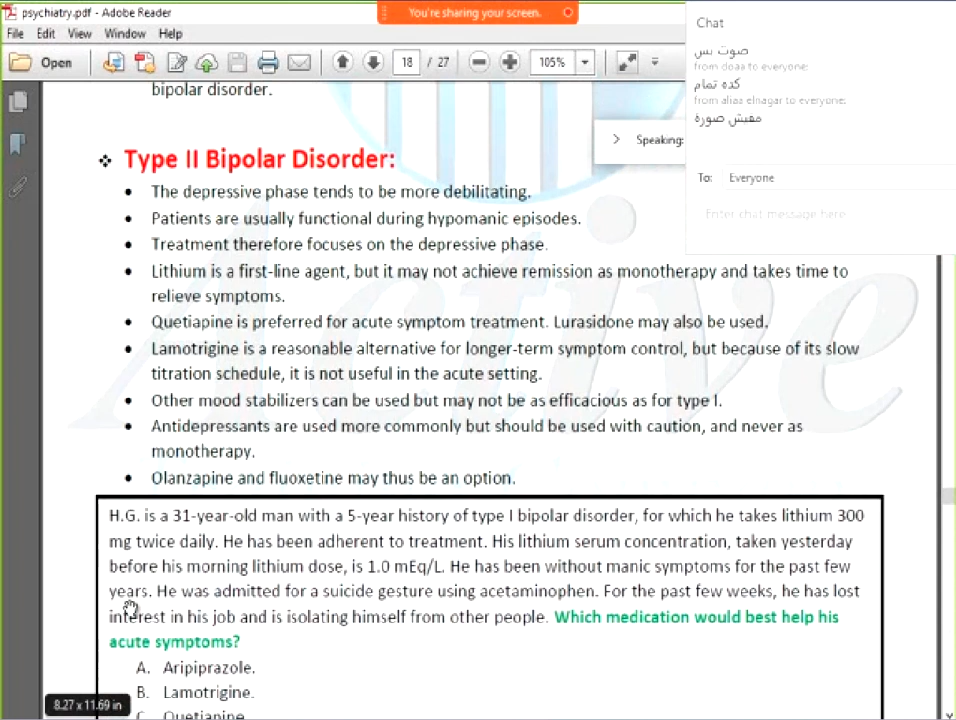 psychiatry.pdf - Adobe Reader
You're sharing your screen.
File Edit View Window Help
Open
18 / 27
105%
Chat
صوت بس
from doaa to everyone:
كده تمام
from aliaa elnagar to everyone:
مفيش صورة
Speaking:
To: Everyone
Enter chat message here
bipolar disorder.
Type II Bipolar Disorder:
The depressive phase tends to be more debilitating.
Patients are usually functional during hypomanic episodes.
Treatment therefore focuses on the depressive phase.
Lithium is a first-line agent, but it may not achieve remission as monotherapy and takes time to
relieve symptoms.
Quetiapine is preferred for acute symptom treatment. Lurasidone may also be used.
Lamotrigine is a reasonable alternative for longer-term symptom control, but because of its slow
titration schedule, it is not useful in the acute setting.
Other mood stabilizers can be used but may not be as efficacious as for type I.
Antidepressants are used more commonly but should be used with caution, and never as
monotherapy.
Olanzapine and fluoxetine may thus be an option.
H.G. is a 31-year-old man with a 5-year history of type I bipolar disorder, for which he takes lithium 300
mg twice daily. He has been adherent to treatment. His lithium serum concentration, taken yesterday
before his morning lithium dose, is 1.0 mEq/L. He has been without manic symptoms for the past few
years. He was admitted for a suicide gesture using acetaminophen. For the past few weeks, he has lost
interest in his job and is isolating himself from other people. Which medication would best help his
acute symptoms?
A. Aripiprazole.
B. Lamotrigine.
C. Quetiapine
8.27 x 11.69 in
Active